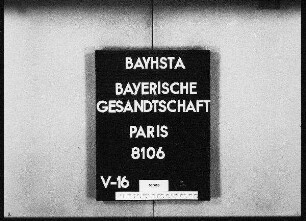 BAYHSTA
BAYERISCHE
GESANDTSCHAFT
PARIS
8106
V-16